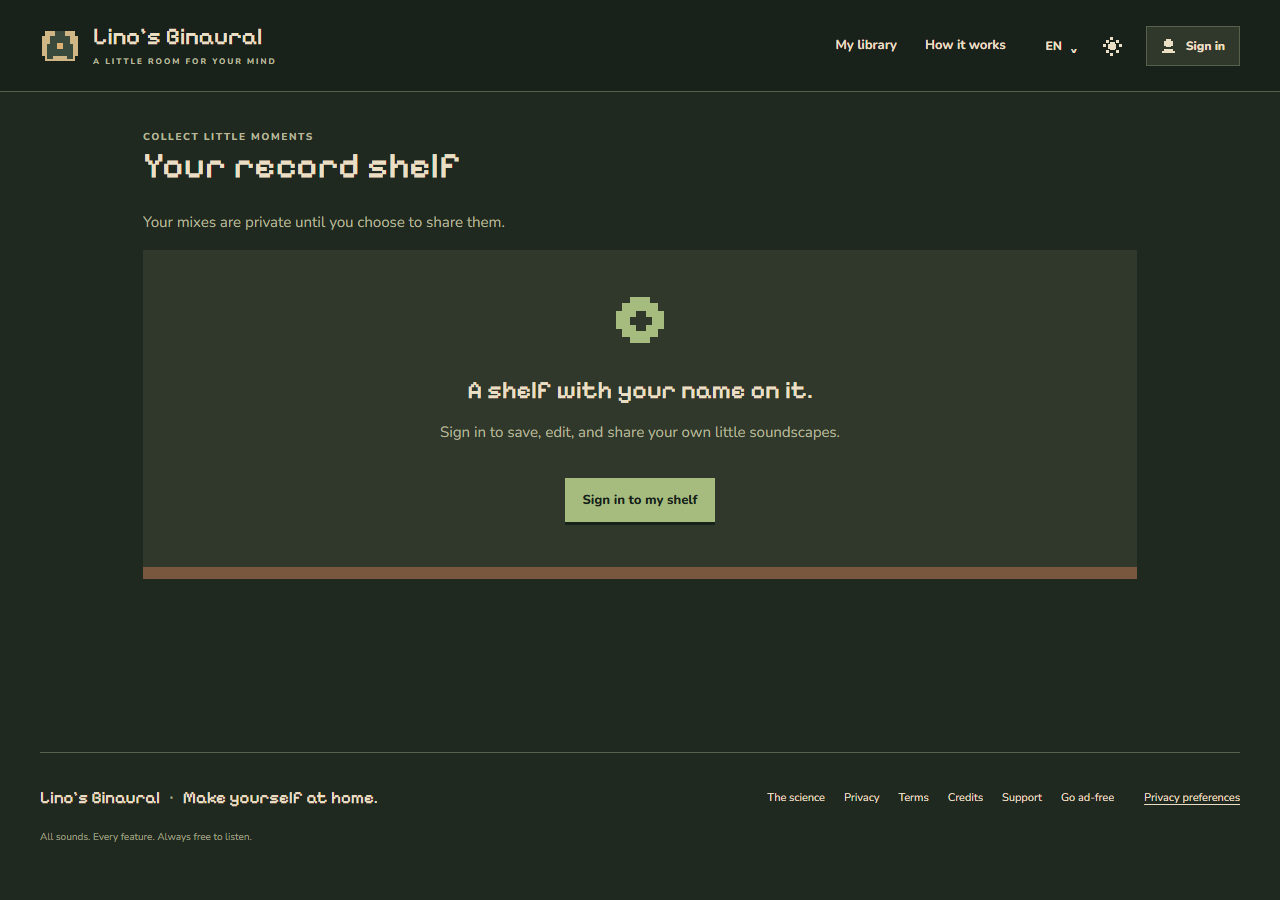 Lino's Binaural
A LITTLE ROOM FOR YOUR MIND
My library
How it works
EN
Sign in
COLLECT LITTLE MOMENTS
Your record shelf
Your mixes are private until you choose to share them.
A shelf with your name on it.
Sign in to save, edit, and share your own little soundscapes.
Sign in to my shelf
Lino's Binaural · Make yourself at home.
The science
Privacy
Terms
Credits
Support
Go ad-free
Privacy preferences
All sounds. Every feature. Always free to listen.